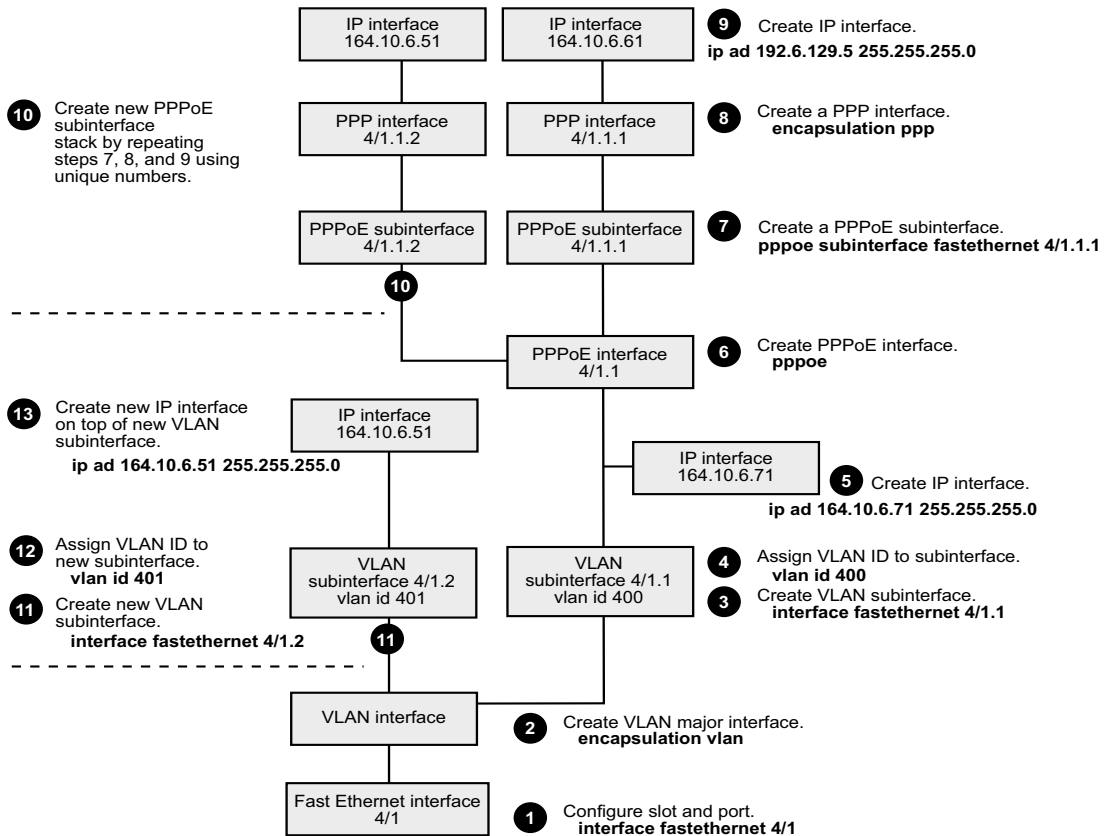 IP interface
164.10.6.51
IP interface
164.10.6.61
9
Create IP interface.
ip ad 192.6.129.5 255.255.255.0
10
Create new PPPoE
subinterface
stack by repeating
steps 7, 8, and 9 using
unique numbers.
PPP interface
4/1.1.2
PPP interface
4/1.1.1
8
Create a PPP interface.
encapsulation ppp
PPPoE subinterface
4/1.1.2
PPPoE subinterface
4/1.1.1
7
Create a PPPoE subinterface.
pppoe subinterface fastethernet 4/1.1.1
10
PPPoE interface
4/1.1
6
Create PPPoE interface.
pppoe
13
Create new IP interface
on top of new VLAN
subinterface.
ip ad 164.10.6.51 255.255.255.0
IP interface
164.10.6.51
IP interface
164.10.6.71
5
Create IP interface.
ip ad 164.10.6.71 255.255.255.0
12
Assign VLAN ID to
new subinterface.
vlan id 401
11
Create new VLAN
subinterface.
interface fastethernet 4/1.2
VLAN
subinterface 4/1.2
vlan id 401
VLAN
subinterface 4/1.1
vlan id 400
4
Assign VLAN ID to subinterface.
vlan id 400
3
Create VLAN subinterface.
interface fastethernet 4/1.1
11
VLAN interface
2
Create VLAN major interface.
encapsulation vlan
Fast Ethernet interface
4/1
1
Configure slot and port.
interface fastethernet 4/1